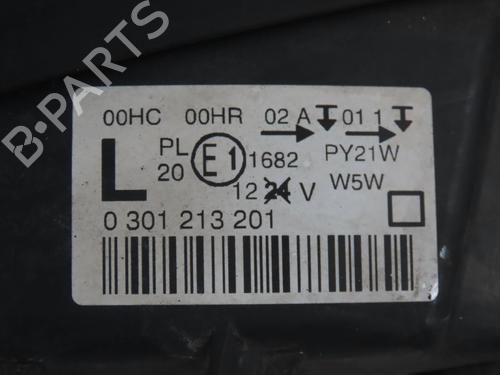 B-PARTS
00HC 00HR 02 A 01 1
L PL 20 E1 1682 PY21W
12 24 V W5W
0 301 213 201